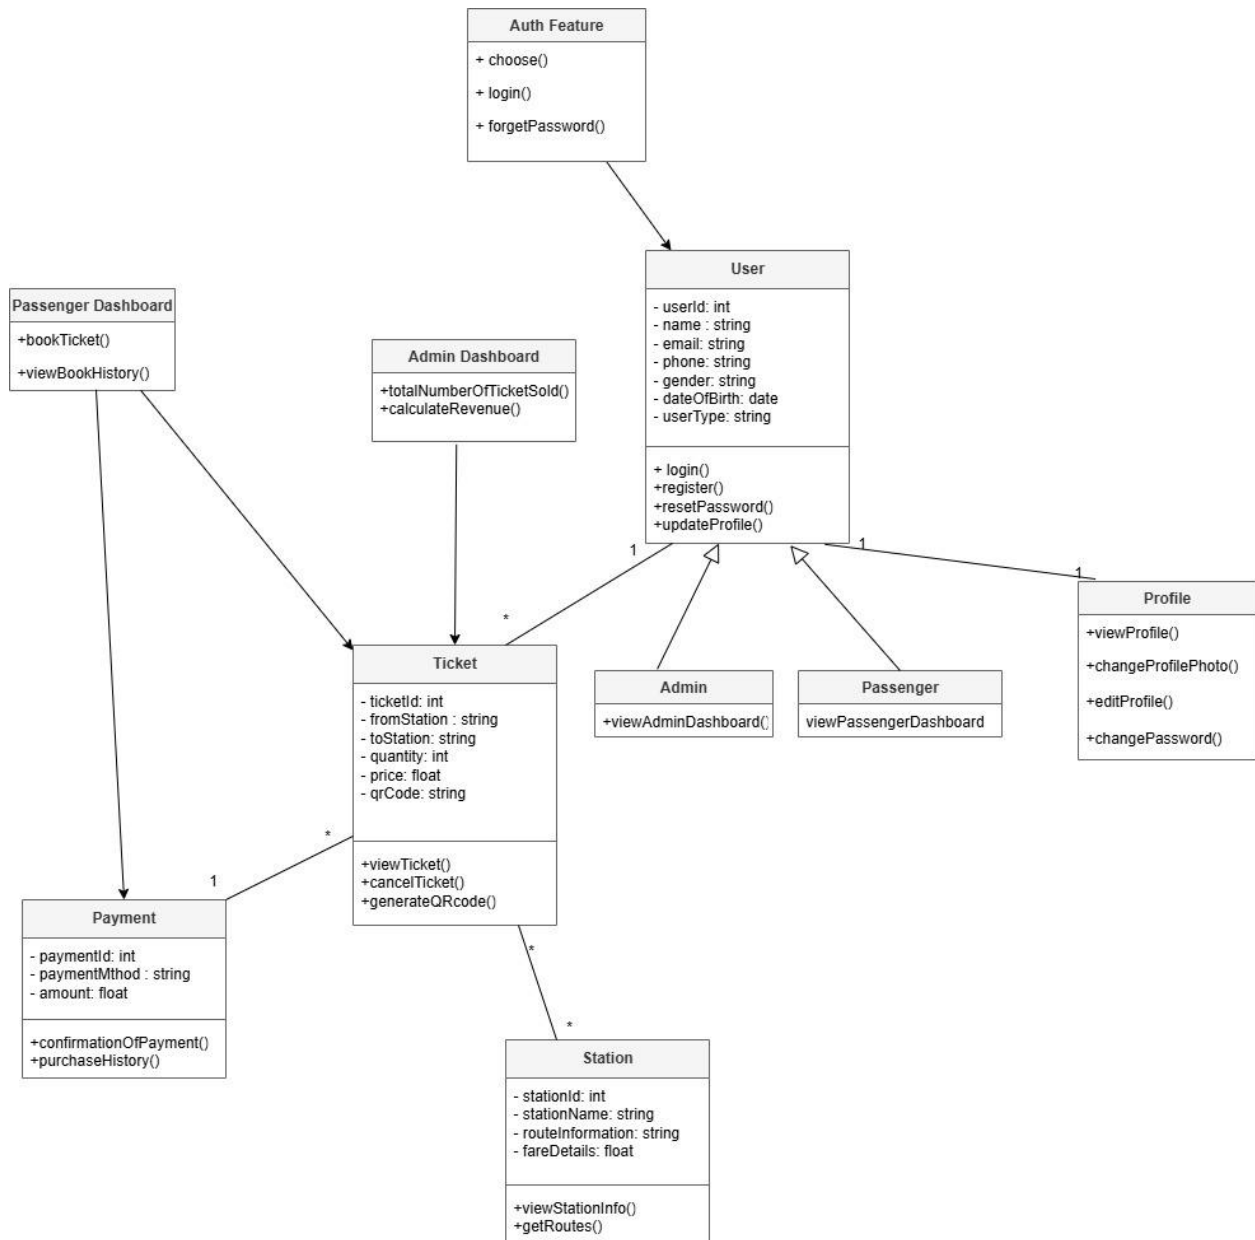 Auth Feature
+ choose()
+ login()
+ forgetPassword()
User
- userId: int
- name : string
- email: string
- phone: string
- gender: string
- dateOfBirth: date
- userType: string
+ login()
+register()
+resetPassword()
+updateProfile()
Passenger Dashboard
+bookTicket()
+viewBookHistory()
Admin Dashboard
+totalNumberOfTicketSold()
+calculateRevenue()
1
*
1
1
Profile
+viewProfile()
+changeProfilePhoto()
+editProfile()
+changePassword()
Admin
+viewAdminDashboard()
Passenger
viewPassengerDashboard
Ticket
- ticketId: int
- fromStation : string
- toStation: string
- quantity: int
- price: float
- qrCode: string
+viewTicket()
+cancelTicket()
+generateQRcode()
*
1
Payment
- paymentId: int
- paymentMthod : string
- amount: float
+confirmationOfPayment()
+purchaseHistory()
*
*
Station
- stationId: int
- stationName: string
- routeInformation: string
- fareDetails: float
+viewStationInfo()
+getRoutes()